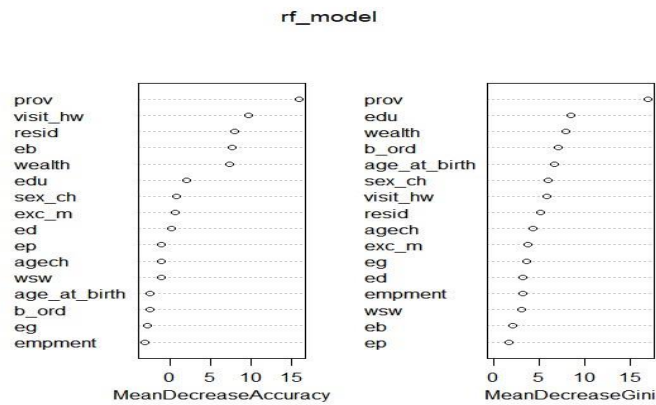 rf_model
prov
visit_hw
resid
eb
wealth
edu
sex_ch
exc_m
ed
ep
agech
wsw
age_at_birth
b_ord
eg
empment
0 5 10 15
MeanDecreaseAccuracy
prov
edu
wealth
b_ord
age_at_birth
sex_ch
visit_hw
resid
agech
exc_m
eg
ed
empment
wsw
eb
ep
0 5 10 15
MeanDecreaseGini